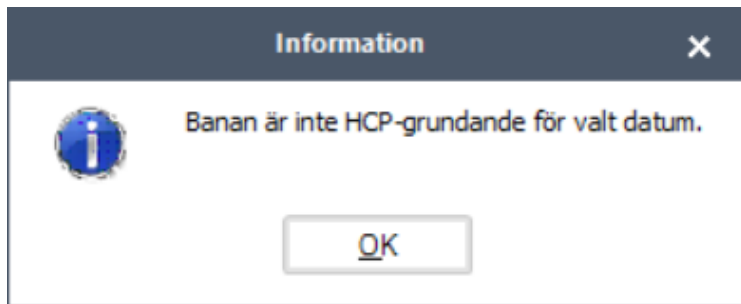 Information
Banan är inte HCP-grundande för valt datum.
OK